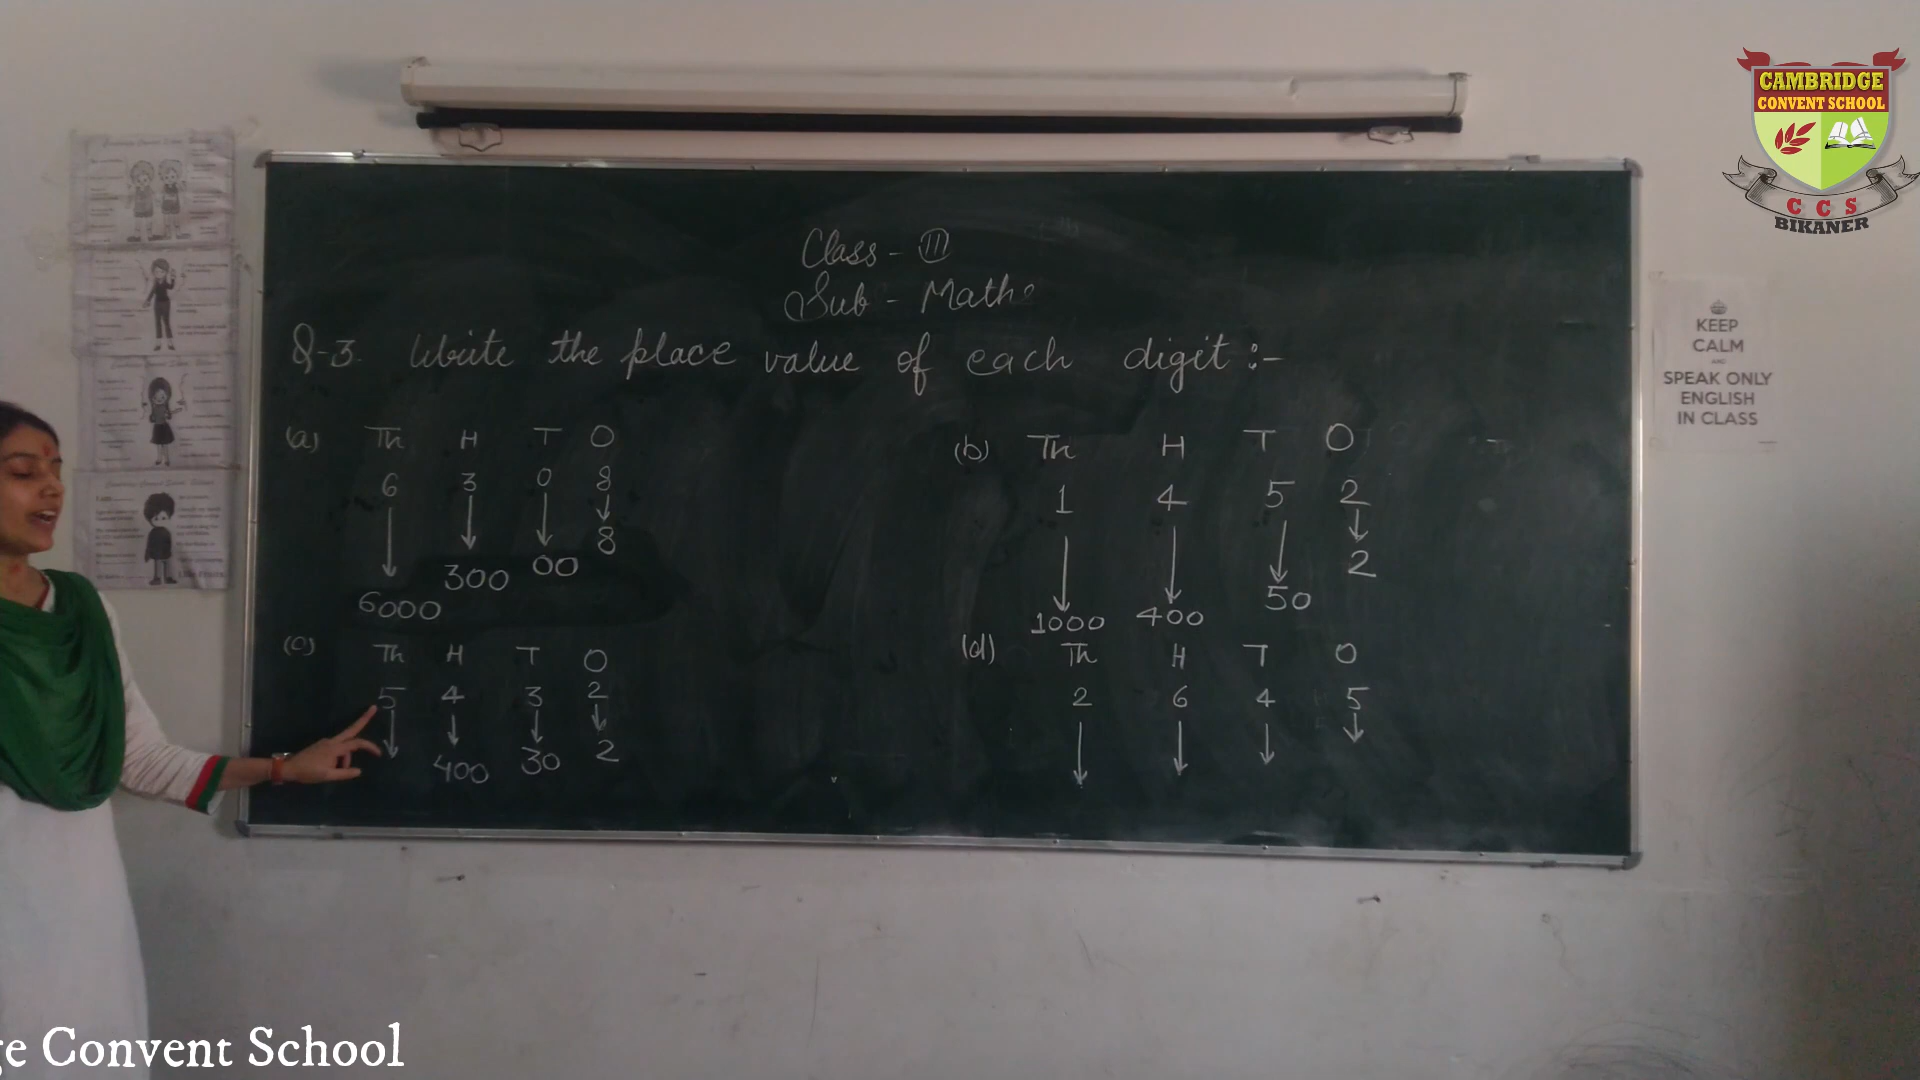 CAMBRIDGE
CONVENT SCHOOL
C C S
BIKANER
Class - III
Sub - Maths
Q-3. Write the place value of each digit :-
(a) Th H T O
6 3 0 8
6000 300 00 8
(b) Th H T O
1 4 5 2
1000 400 50 2
(c) Th H T O
5 4 3 2
400 30 2
(d) Th H T O
2 6 4 5
KEEP
CALM
AND
SPEAK ONLY
ENGLISH
IN CLASS
ge Convent School